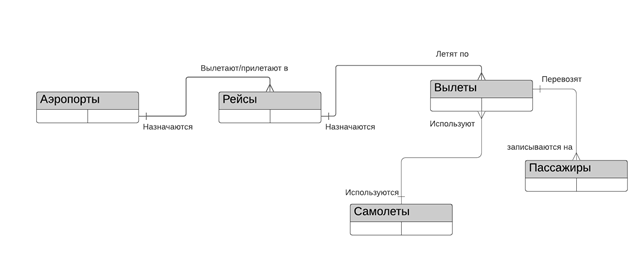 Летят по
Вылетают/прилетают в
Перевозят
Аэропорты
Рейсы
Вылеты
Назначаются
Назначаются
Используют
записываются на
Пассажиры
Используются
Самолеты